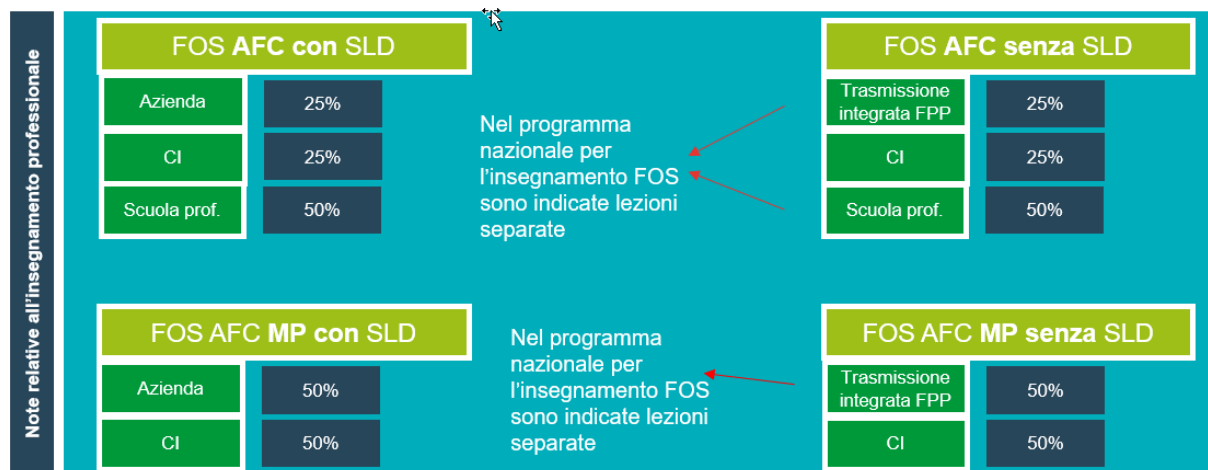 Note relative all'insegnamento professionale
FOS AFC con SLD
Azienda
25%
CI
25%
Scuola prof.
50%
Nel programma
nazionale per
l'insegnamento FOS
sono indicate lezioni
separate
FOS AFC senza SLD
Trasmissione
integrata FPP
25%
CI
25%
Scuola prof.
50%
FOS AFC MP con SLD
Azienda
50%
CI
50%
Nel programma
nazionale per
l'insegnamento FOS
sono indicate lezioni
separate
FOS AFC MP senza SLD
Trasmissione
integrata FPP
50%
CI
50%